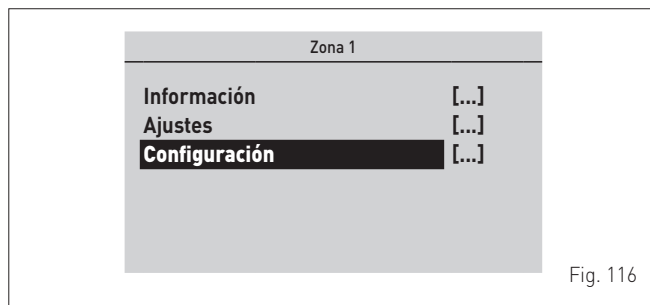 Zona 1
Información [...]
Ajustes [...]
Configuración [...]
Fig. 116